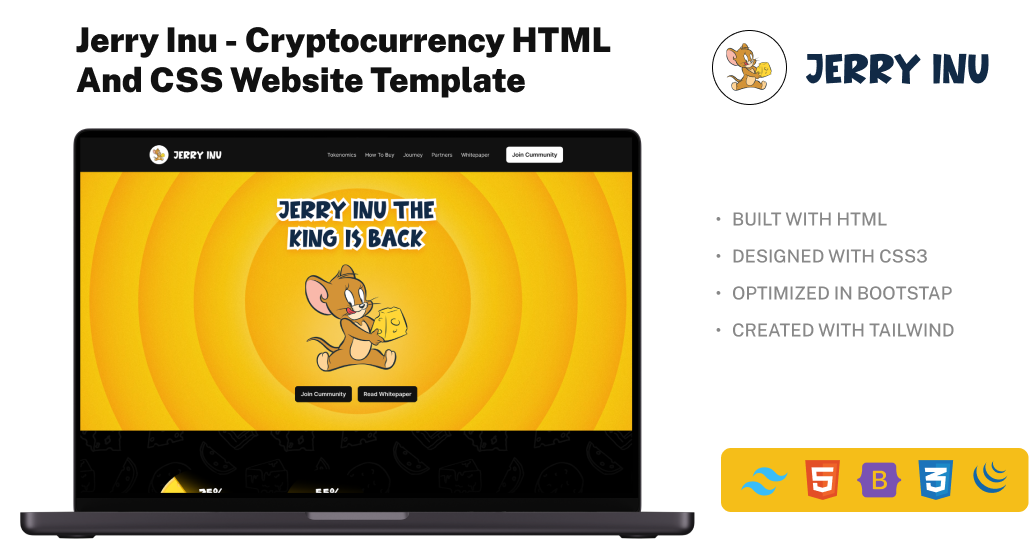 Jerry Inu - Cryptocurrency HTML
And CSS Website Template
JERRY INU
JERRY INU
Tokenomics How To Buy Journey Partners Whitepaper Join Cummunity
JERRY INU THE
KING IS BACK
Join Cummunity Read Whitepaper
25% 55%
• BUILT WITH HTML
• DESIGNED WITH CSS3
• OPTIMIZED IN BOOTSTAP
• CREATED WITH TAILWIND
5 B 3